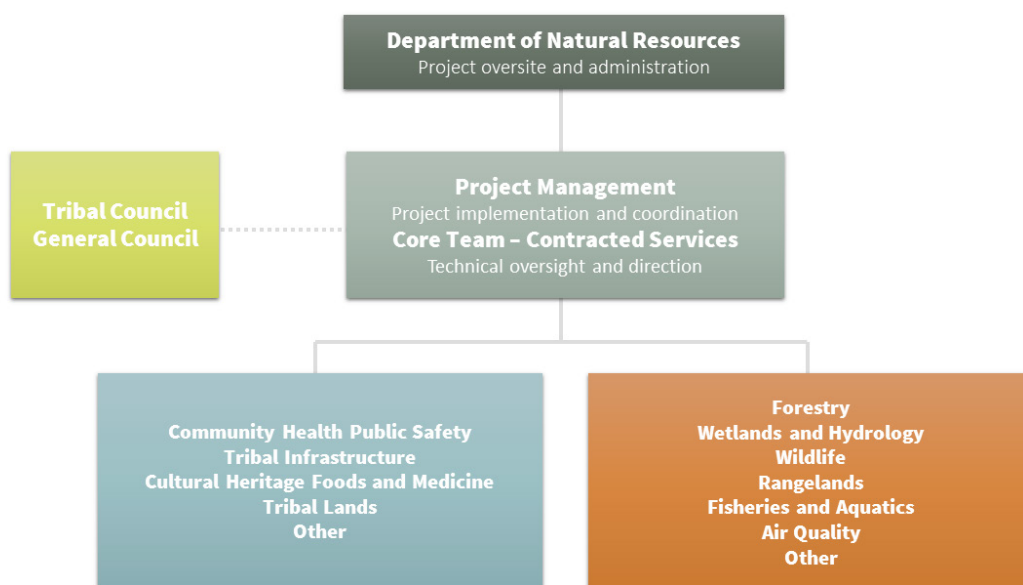 Department of Natural Resources
Project oversite and administration
Tribal Council
General Council
Project Management
Project implementation and coordination
Core Team – Contracted Services
Technical oversight and direction
Community Health Public Safety
Tribal Infrastructure
Cultural Heritage Foods and Medicine
Tribal Lands
Other
Forestry
Wetlands and Hydrology
Wildlife
Rangelands
Fisheries and Aquatics
Air Quality
Other